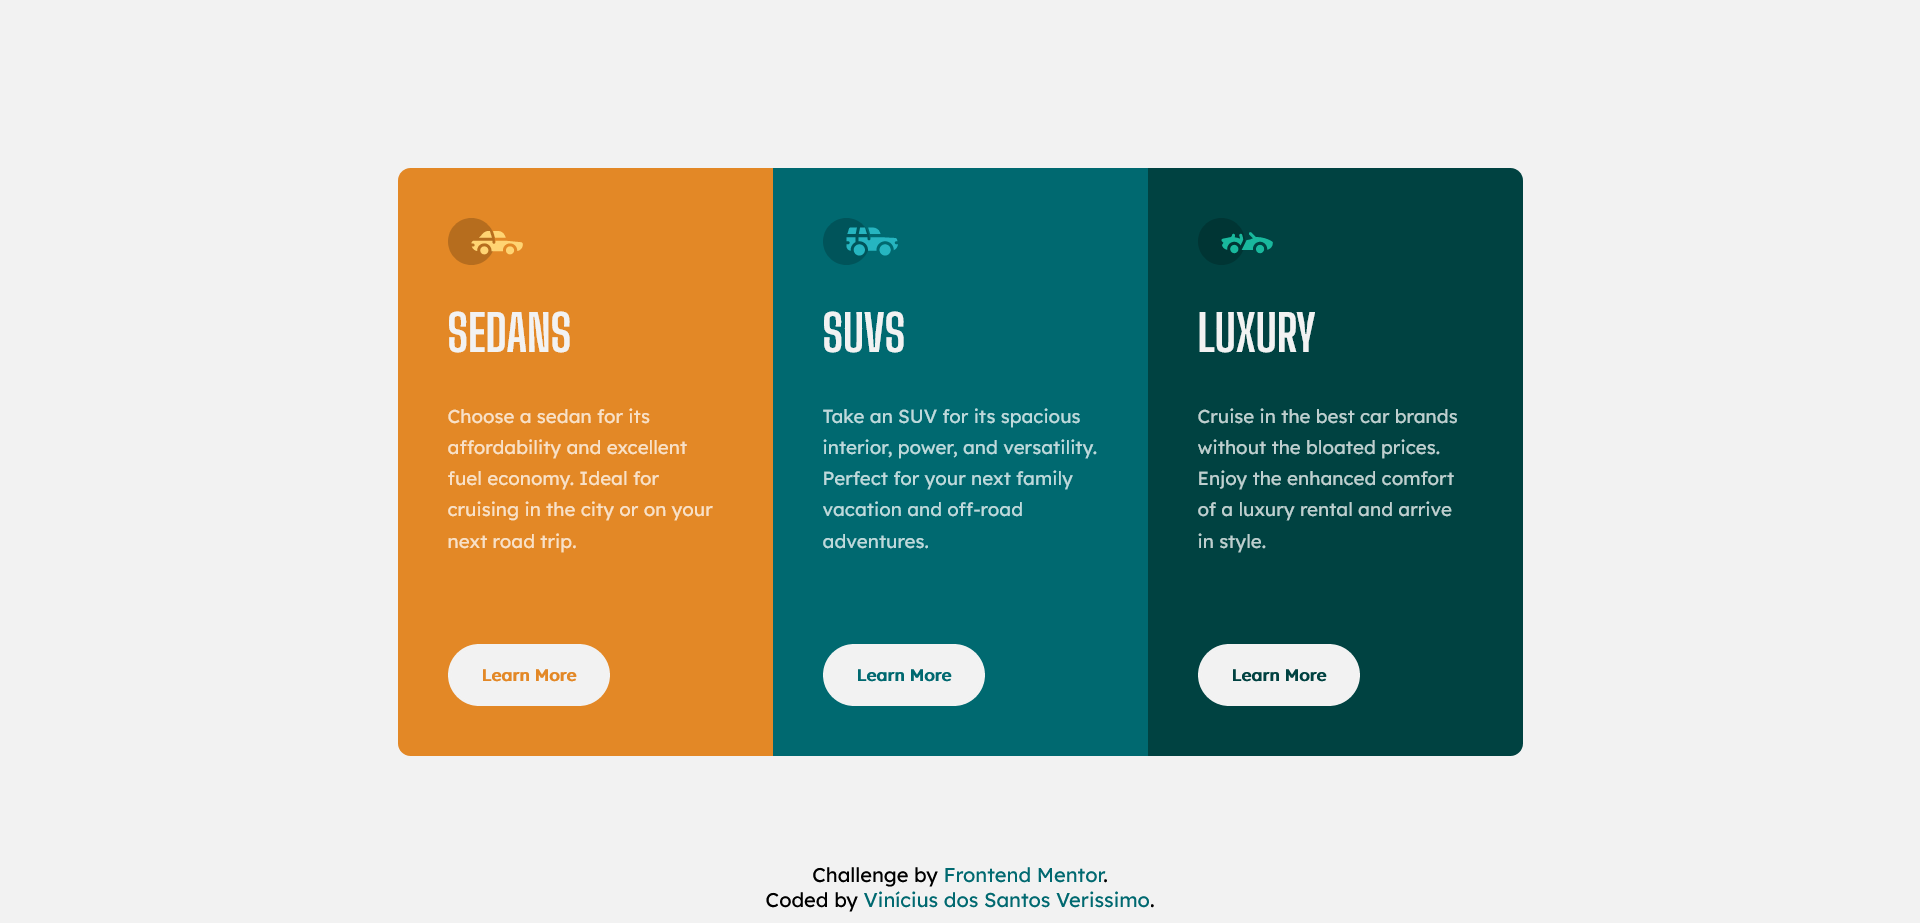 SEDANS
Choose a sedan for its
affordability and excellent
fuel economy. Ideal for
cruising in the city or on your
next road trip.
Learn More
SUVS
Take an SUV for its spacious
interior, power, and versatility.
Perfect for your next family
vacation and off-road
adventures.
Learn More
LUXURY
Cruise in the best car brands
without the bloated prices.
Enjoy the enhanced comfort
of a luxury rental and arrive
in style.
Learn More
Challenge by Frontend Mentor.
Coded by Vinícius dos Santos Verissimo.